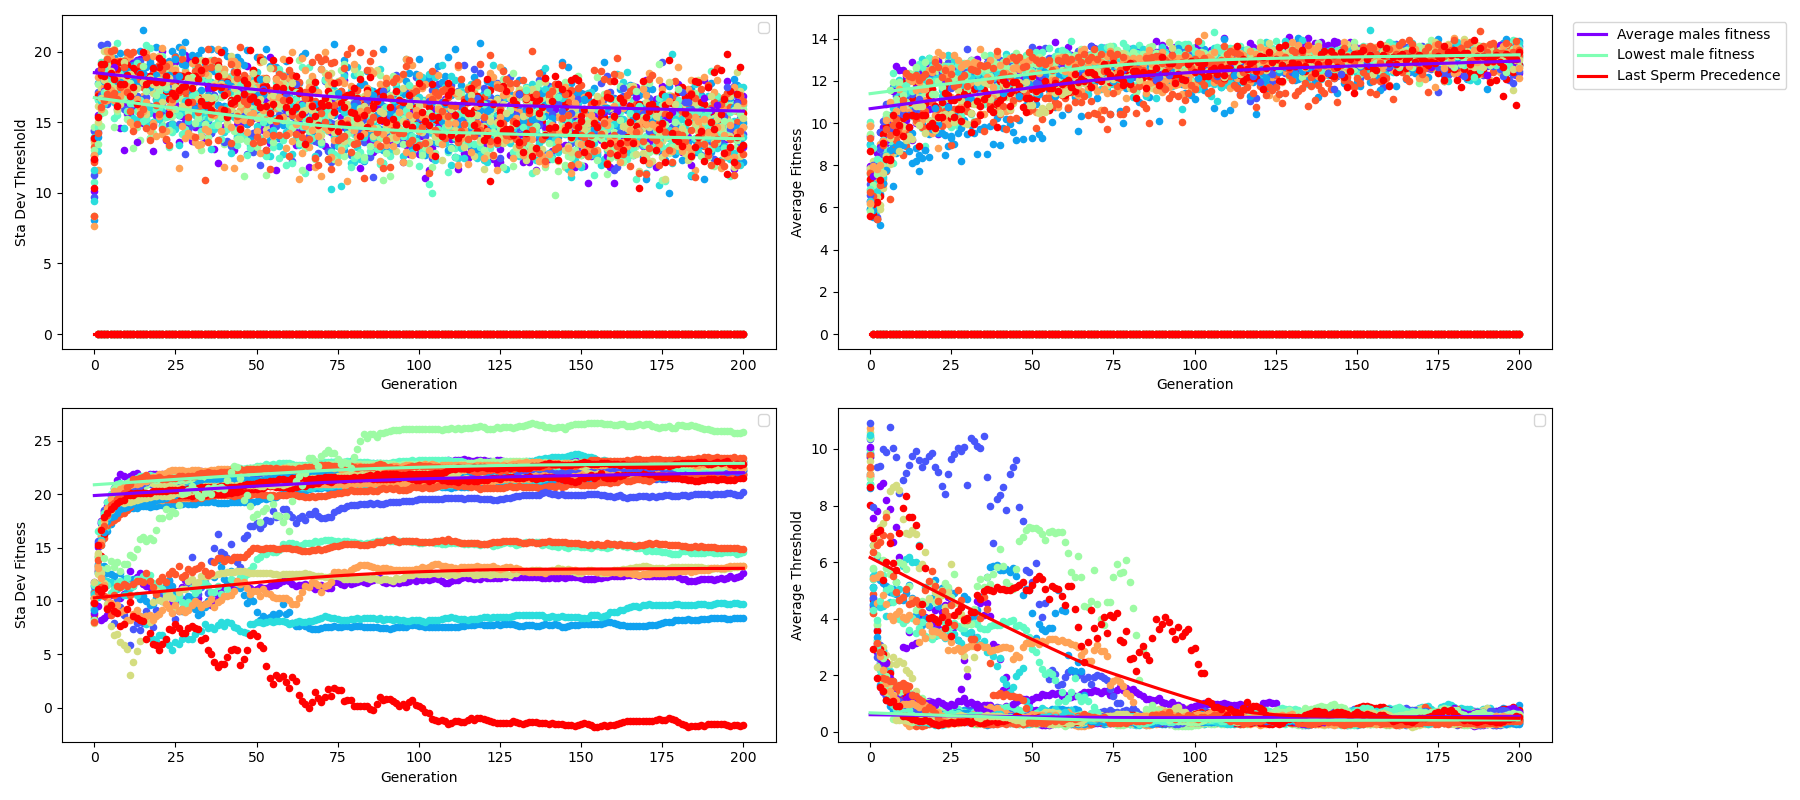 20
15
10
5
0
Sta Dev Threshold
0 25 50 75 100 125 150 175 200
Generation
14
12
10
8
6
4
2
0
Average Fitness
0 25 50 75 100 125 150 175 200
Generation
Average males fitness
Lowest male fitness
Last Sperm Precedence
25
20
15
10
5
0
Sta Dev Fitness
0 25 50 75 100 125 150 175 200
Generation
10
8
6
4
2
0
Average Threshold
0 25 50 75 100 125 150 175 200
Generation